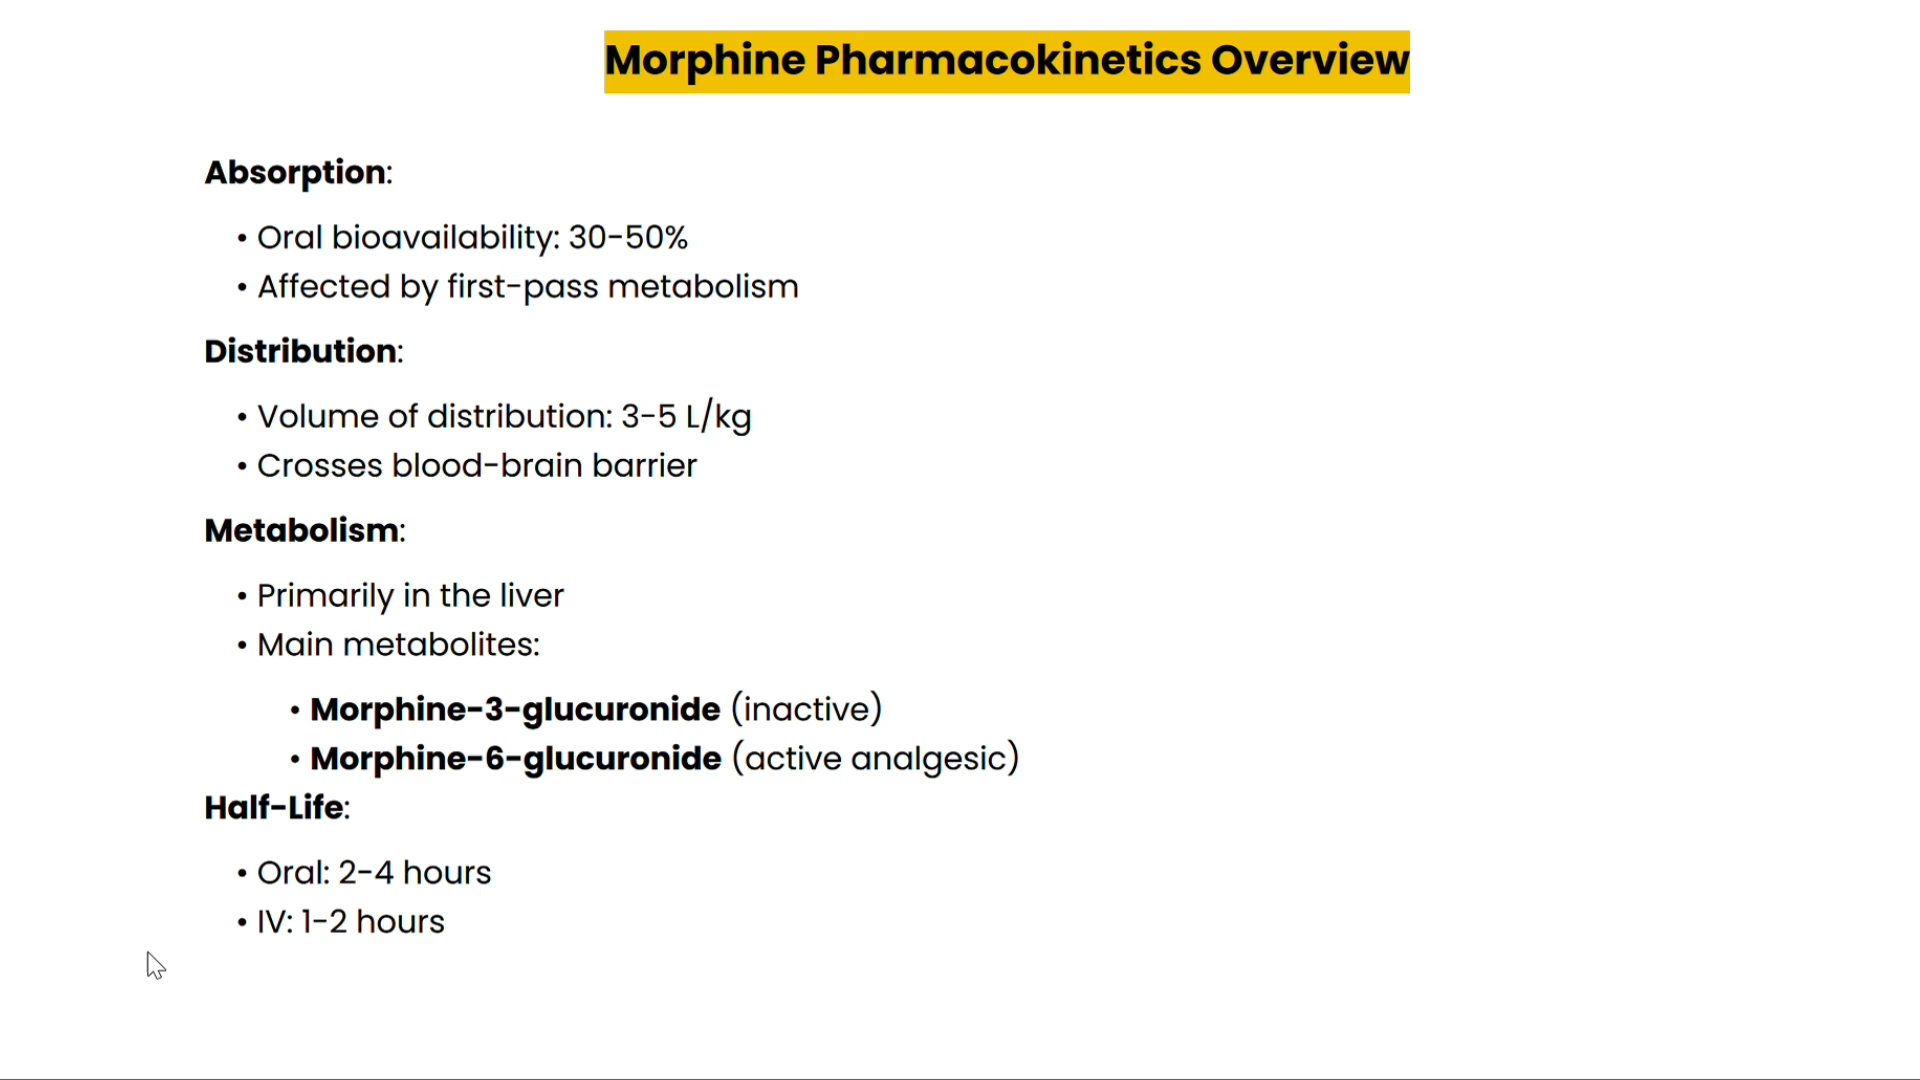 Morphine Pharmacokinetics Overview
Absorption:
• Oral bioavailability: 30-50%
• Affected by first-pass metabolism
Distribution:
• Volume of distribution: 3-5 L/kg
• Crosses blood-brain barrier
Metabolism:
• Primarily in the liver
• Main metabolites:
• Morphine-3-glucuronide (inactive)
• Morphine-6-glucuronide (active analgesic)
Half-Life:
• Oral: 2-4 hours
• IV: 1-2 hours